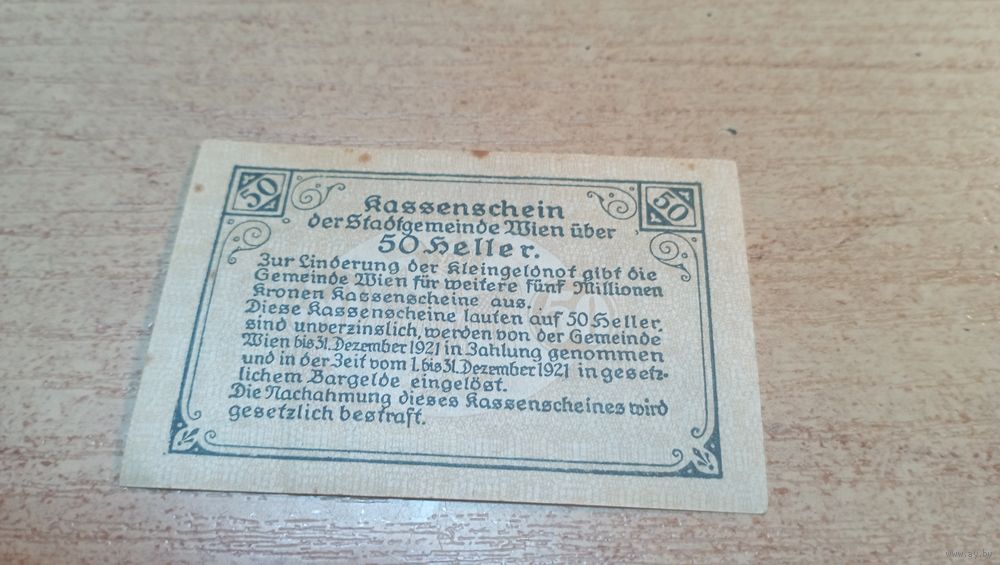 50
50
Kassenschein
der Stadtgemeinde Wien über
50 Heller.
Zur Linderung der Kleingeldnot gibt die
Gemeinde Wien für weitere fünf Millionen
Kronen Kassenscheine aus.
Diese Kassenscheine lauten auf 50 Heller,
sind unverzinslich, werden von der Gemeinde
Wien bis 31. Dezember 1921 in Zahlung genommen
und in der Zeit vom 1. bis 31. Dezember 1921 in gesetz-
lichem Bargelde eingelöst.
Die Nachahmung dieses Kassenscheines wird
gesetzlich bestraft.
50
www.ay.by